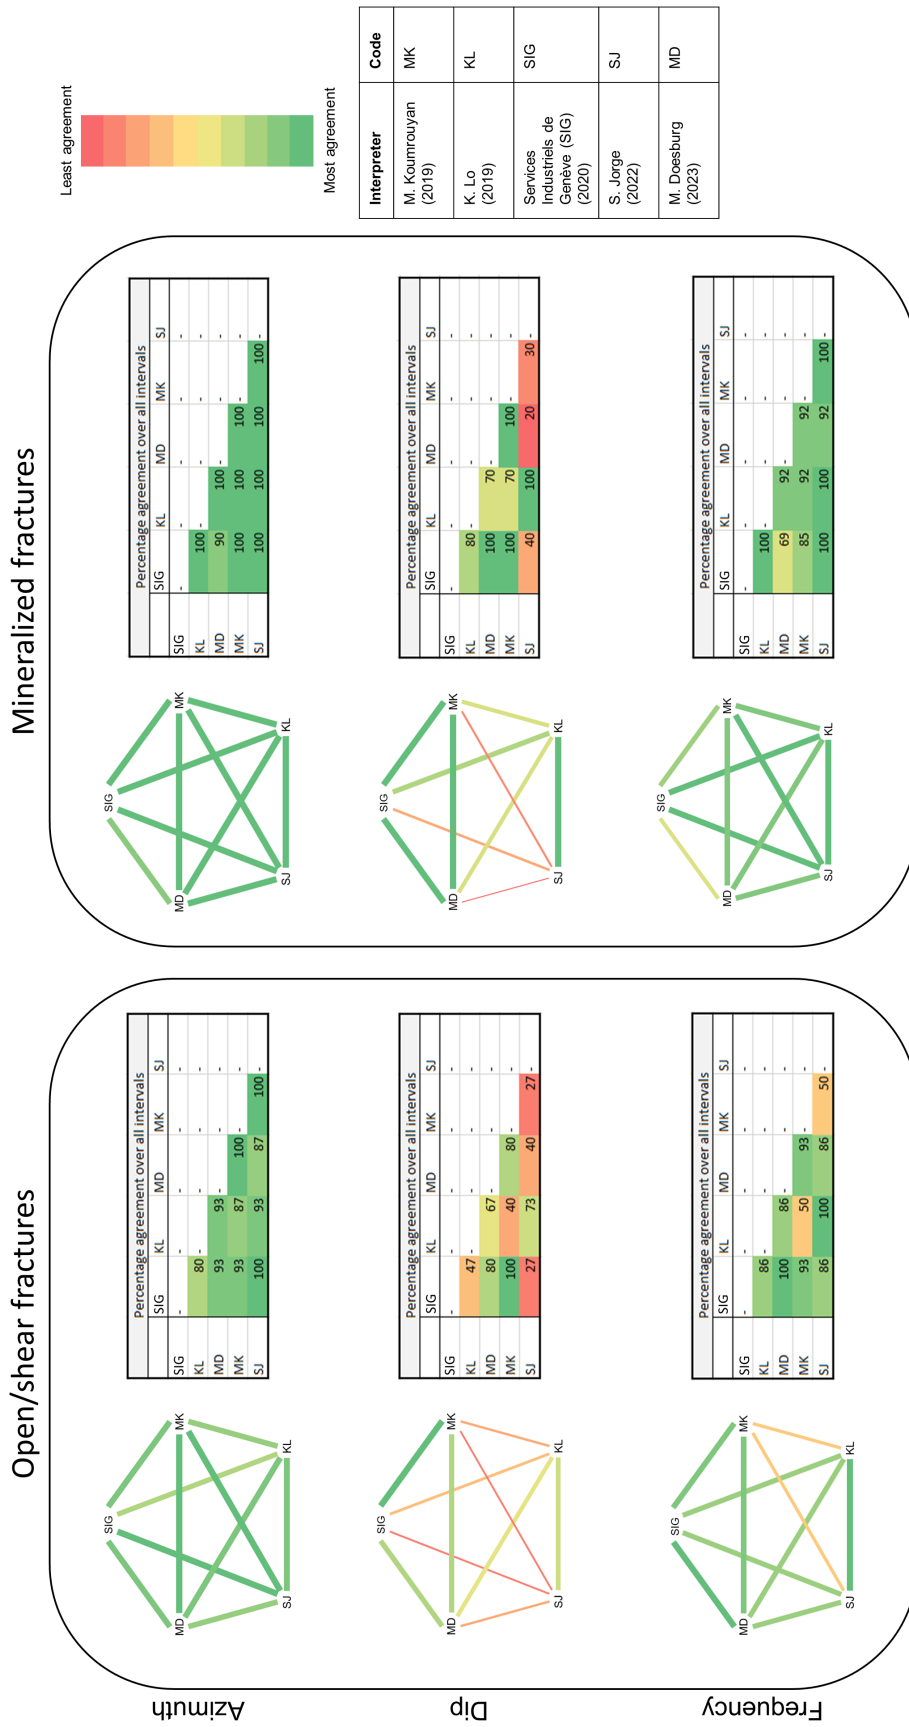 Open/shear fractures
Mineralized fractures
Least agreement
Most agreement
Interpreter Code
M. Koumrouyan (2019) MK
K. Lo (2019) KL
Services Industriels de Genève (SIG) (2020) SIG
S. Jorge (2022) SJ
M. Doesburg (2023) MD
Azimuth
SIG
MD
MK
SJ
KL
Percentage agreement over all intervals
SIG KL MD MK SJ
SIG - - - - -
KL 100 - - - -
MD 90 100 - - -
MK 100 100 100 - -
SJ 100 100 100 100 -
SIG
MD
MK
SJ
KL
Percentage agreement over all intervals
SIG KL MD MK SJ
SIG - - - - -
KL 80 - - - -
MD 93 93 - - -
MK 93 87 100 - -
SJ 100 93 87 100 -
Dip
SIG
MD
MK
SJ
KL
Percentage agreement over all intervals
SIG KL MD MK SJ
SIG - - - - -
KL 80 - - - -
MD 100 70 - - -
MK 100 70 100 - -
SJ 40 100 20 30 -
SIG
MD
MK
SJ
KL
Percentage agreement over all intervals
SIG KL MD MK SJ
SIG - - - - -
KL 47 - - - -
MD 80 67 - - -
MK 100 40 80 - -
SJ 27 73 40 27 -
Frequency
SIG
MD
MK
SJ
KL
Percentage agreement over all intervals
SIG KL MD MK SJ
SIG - - - - -
KL 100 - - - -
MD 69 92 - - -
MK 85 92 92 - -
SJ 100 100 92 100 -
SIG
MD
MK
SJ
KL
Percentage agreement over all intervals
SIG KL MD MK SJ
SIG - - - - -
KL 86 - - - -
MD 100 86 - - -
MK 93 50 93 - -
SJ 86 100 86 50 -